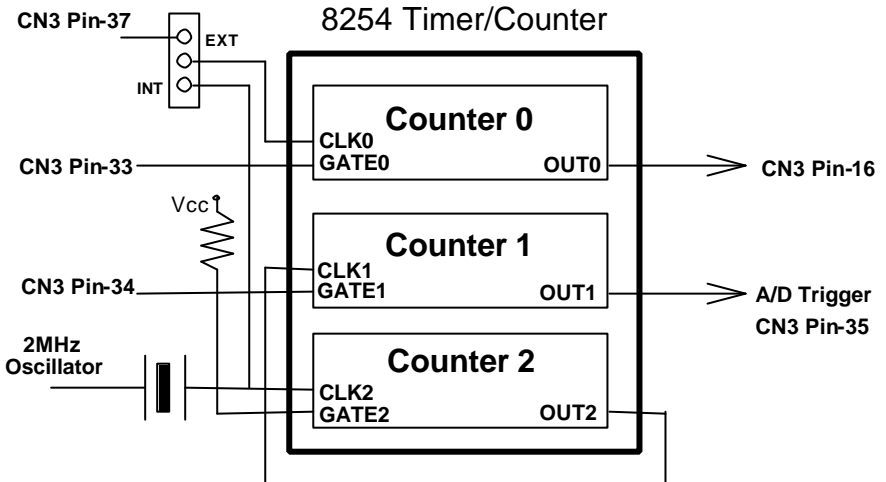 8254 Timer/Counter
CN3 Pin-37
EXT
INT
Counter 0
CLK0
GATE0
OUT0
CN3 Pin-33
CN3 Pin-16
Vcc
Counter 1
CLK1
GATE1
OUT1
CN3 Pin-34
A/D Trigger
CN3 Pin-35
2MHz
Oscillator
Counter 2
CLK2
GATE2
OUT2